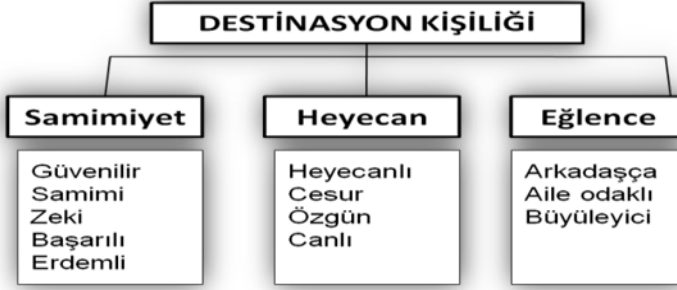 DESTİNASYON KİŞİLİĞİ
Samimiyet
Güvenilir
Samimi
Zeki
Başarılı
Erdemli
Heyecan
Heyecanlı
Cesur
Özgün
Canlı
Eğlence
Arkadaşça
Aile odaklı
Büyüleyici